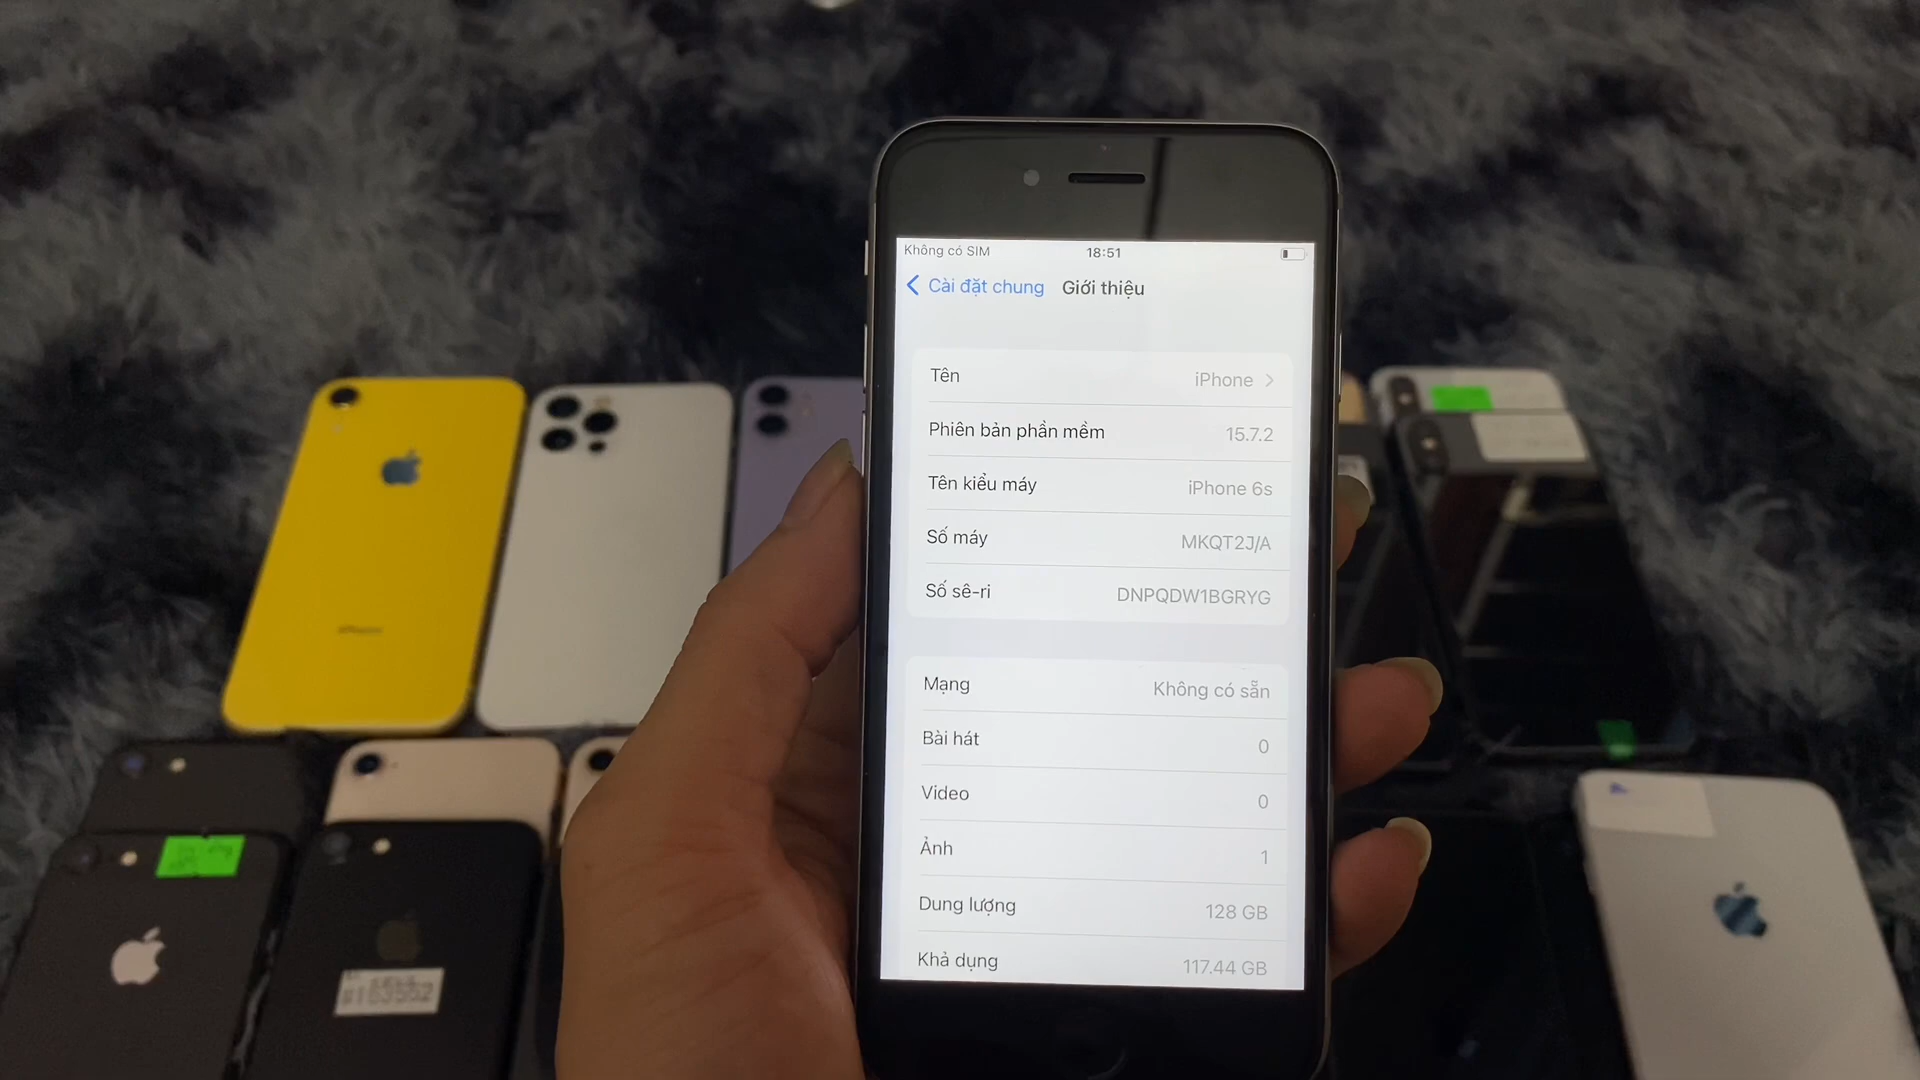 Không có SIM 18:51
Cài đặt chung Giới thiệu
Tên iPhone
Phiên bản phần mềm 15.7.2
Tên kiểu máy iPhone 6s
Số máy MKQT2J/A
Số sê-ri DNPQDW1BGRYG
Mạng Không có sẵn
Bài hát 0
Video 0
Ảnh 1
Dung lượng 128 GB
Khả dụng 117.44 GB
iPhone